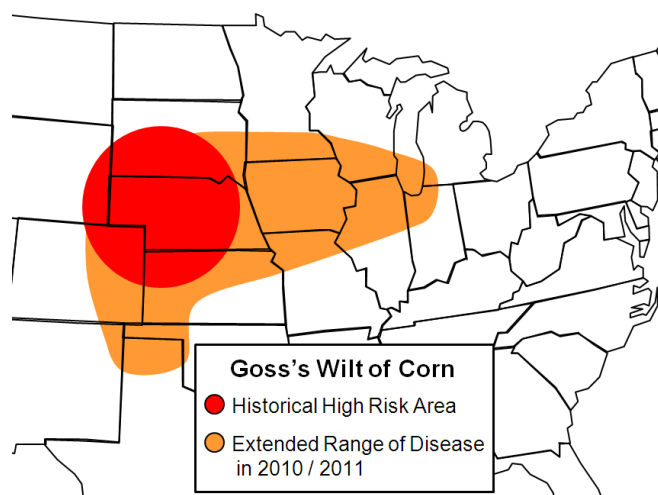 Goss's Wilt of Corn
Historical High Risk Area
Extended Range of Disease
in 2010 / 2011